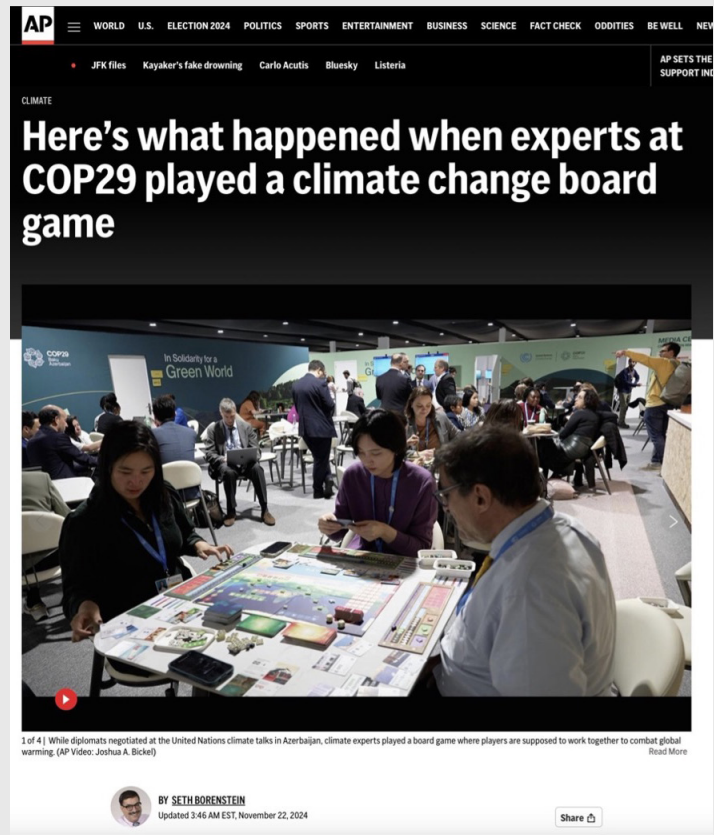 AP
WORLD U.S. ELECTION 2024 POLITICS SPORTS ENTERTAINMENT BUSINESS SCIENCE FACT CHECK ODDITIES BE WELL NEW
JFK files Kayaker's fake drowning Carlo Acutis Bluesky Listeria
AP SETS THE
SUPPORT IND
CLIMATE
Here's what happened when experts at
COP29 played a climate change board
game
COP29
In Solidarity for a
Green World
MEDIA CE
1 of 4 | While diplomats negotiated at the United Nations climate talks in Azerbaijan, climate experts played a board game where players are supposed to work together to combat global
warming. (AP Video: Joshua A. Bickel)
Read More
BY SETH BORENSTEIN
Updated 3:46 AM EST, November 22, 2024
Share